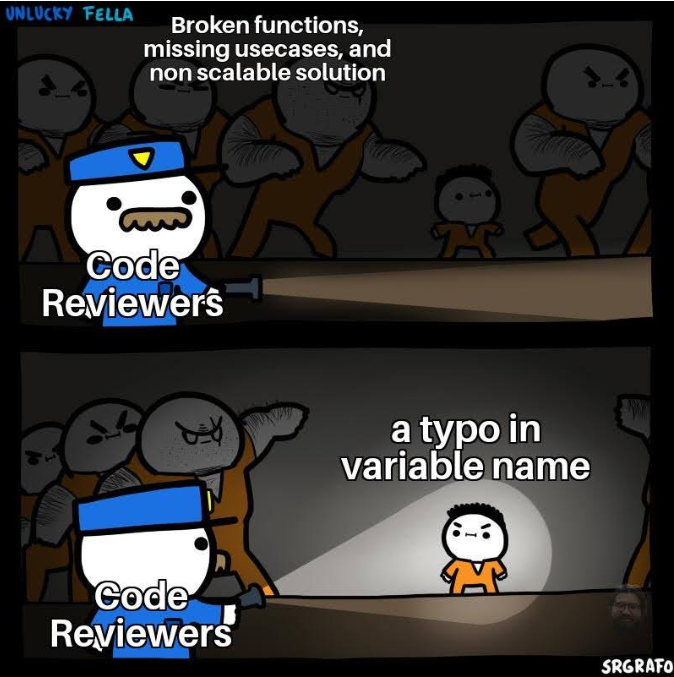 UNLUCKY FELLA
Broken functions,
missing usecases, and
non scalable solution
Code
Reviewers
a typo in
variable name
Code
Reviewers
SRGRAFO